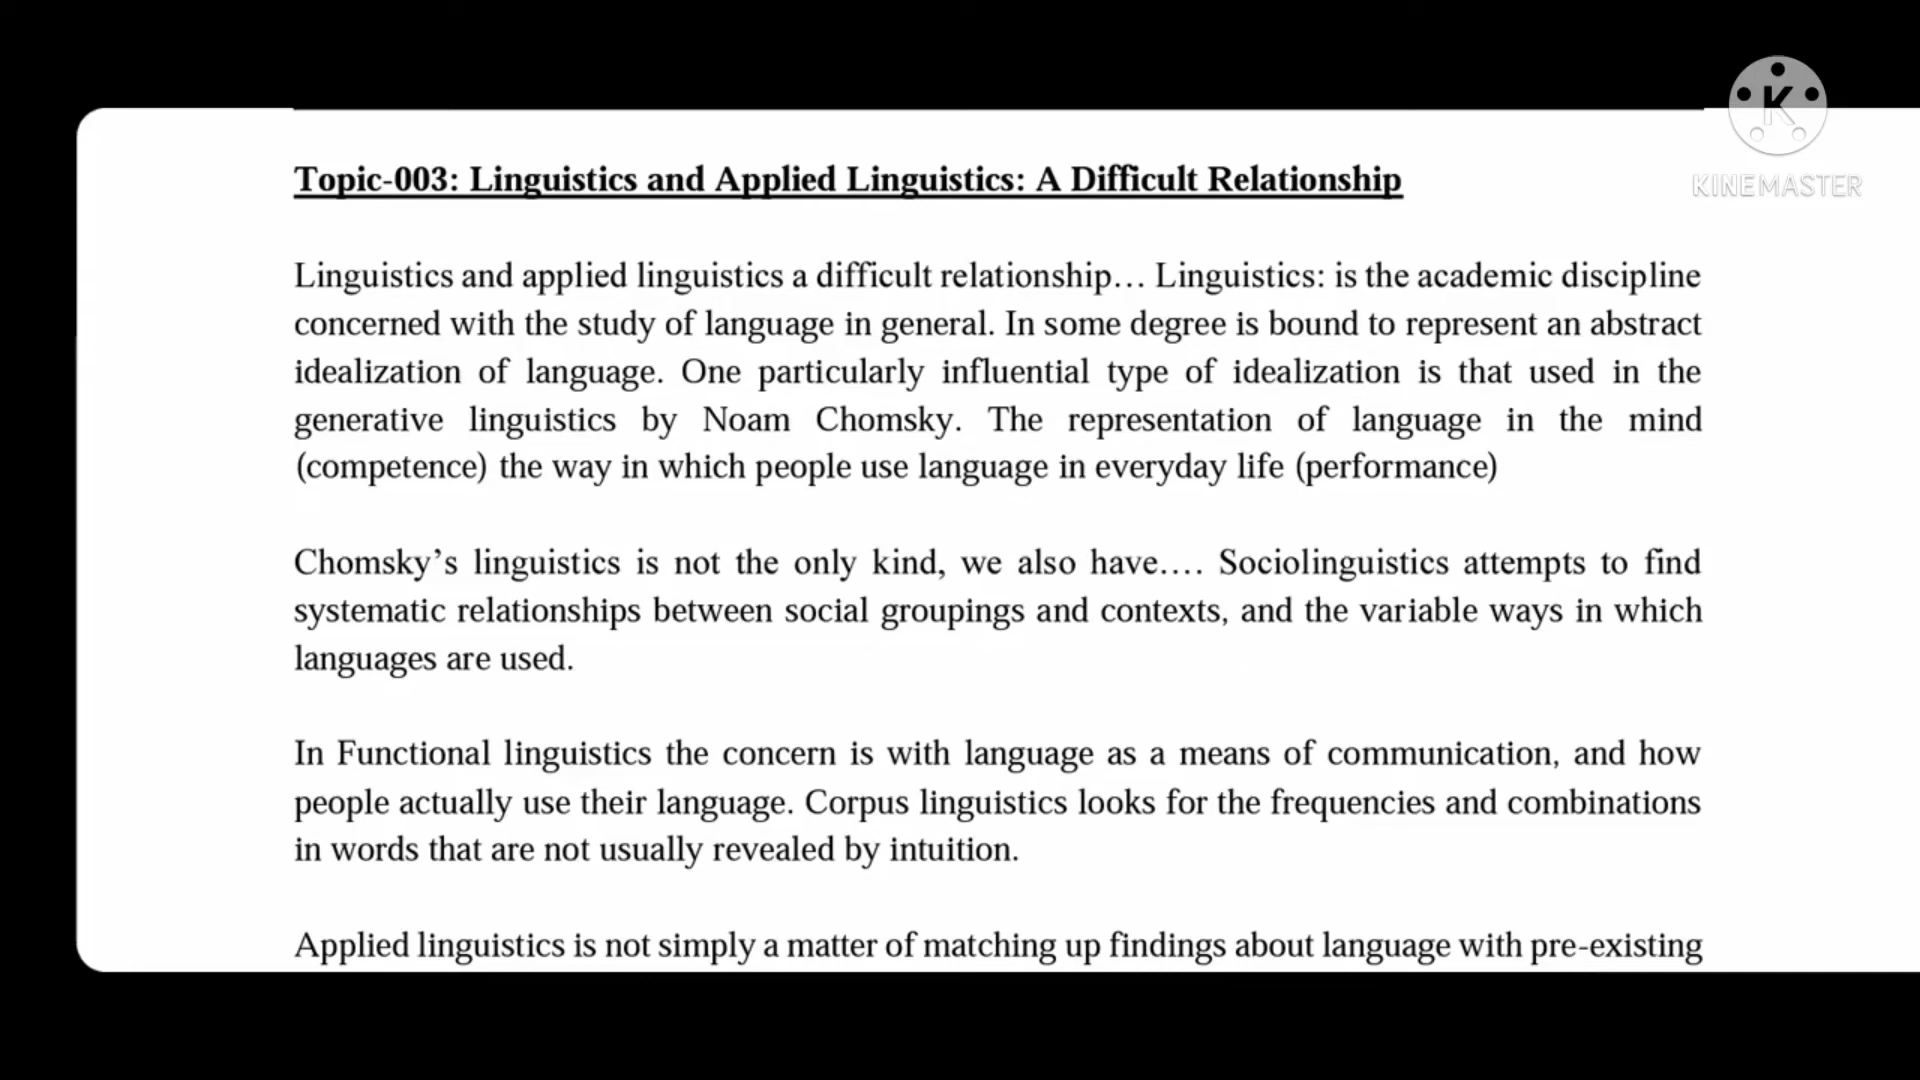 K
KINEMASTER
Topic-003: Linguistics and Applied Linguistics: A Difficult Relationship
Linguistics and applied linguistics a difficult relationship… Linguistics: is the academic discipline
concerned with the study of language in general. In some degree is bound to represent an abstract
idealization of language. One particularly influential type of idealization is that used in the
generative linguistics by Noam Chomsky. The representation of language in the mind
(competence) the way in which people use language in everyday life (performance)
Chomsky’s linguistics is not the only kind, we also have…. Sociolinguistics attempts to find
systematic relationships between social groupings and contexts, and the variable ways in which
languages are used.
In Functional linguistics the concern is with language as a means of communication, and how
people actually use their language. Corpus linguistics looks for the frequencies and combinations
in words that are not usually revealed by intuition.
Applied linguistics is not simply a matter of matching up findings about language with pre-existing